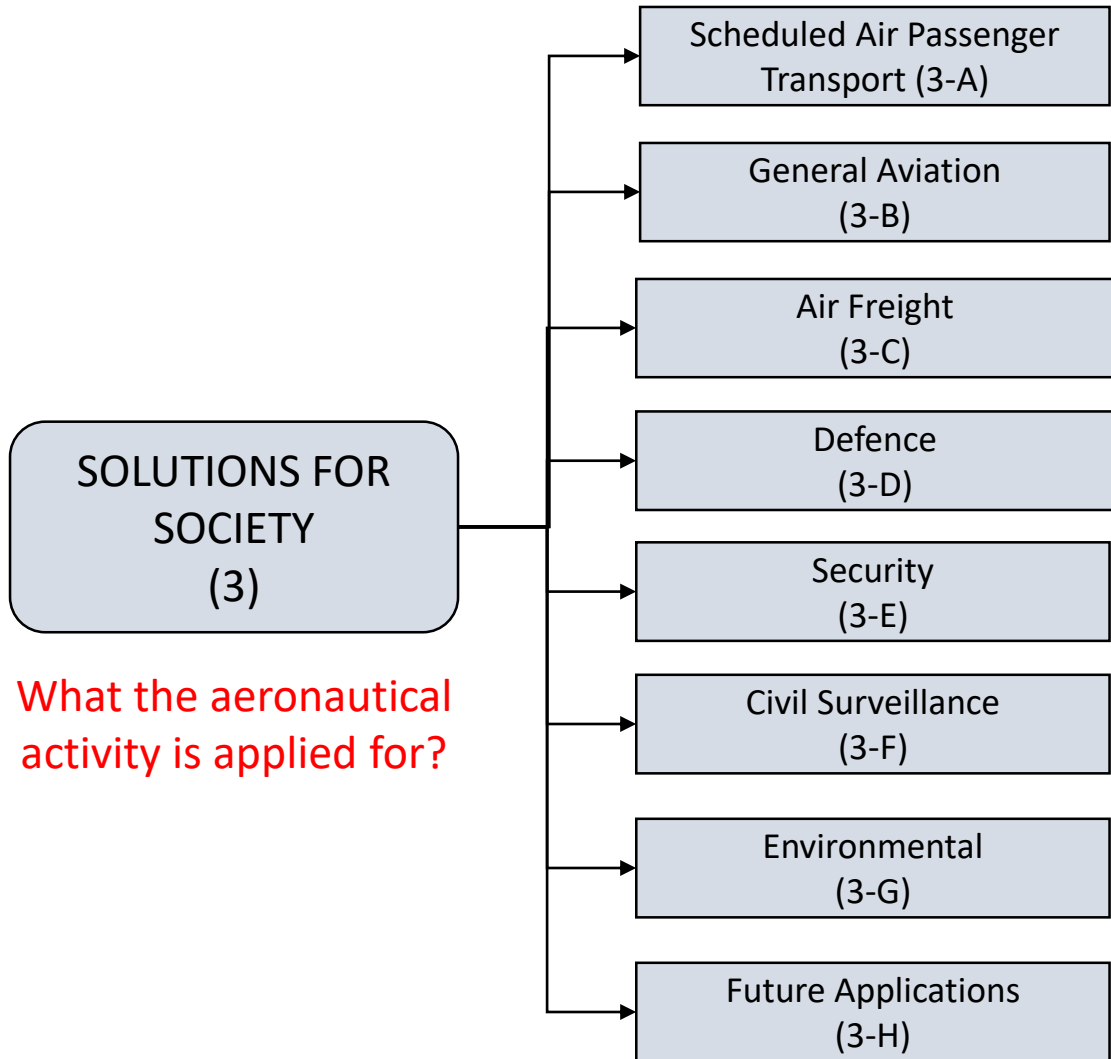 Scheduled Air Passenger
Transport (3-A)
General Aviation
(3-B)
Air Freight
(3-C)
Defence
(3-D)
SOLUTIONS FOR
SOCIETY
(3)
Security
(3-E)
What the aeronautical
activity is applied for?
Civil Surveillance
(3-F)
Environmental
(3-G)
Future Applications
(3-H)